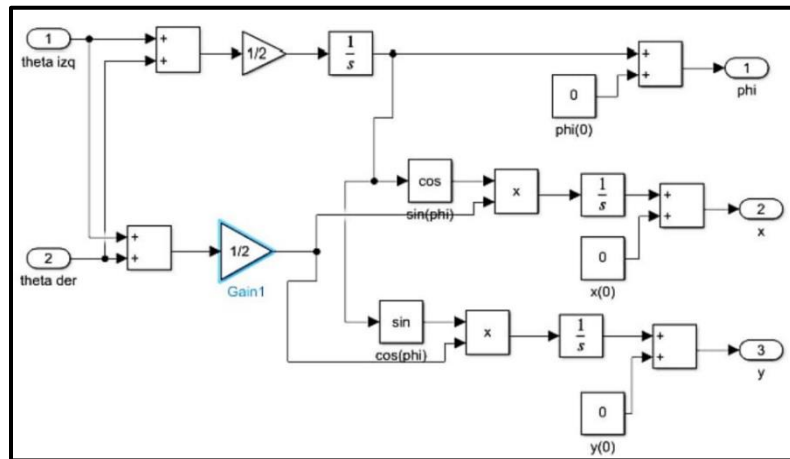 1
theta izq
+
+
1/2
1
s
+
+
1
phi
0
phi(0)
cos
sin(phi)
x
1
s
+
+
2
x
0
x(0)
2
theta der
+
+
1/2
Gain1
sin
cos(phi)
x
1
s
+
+
3
y
0
y(0)